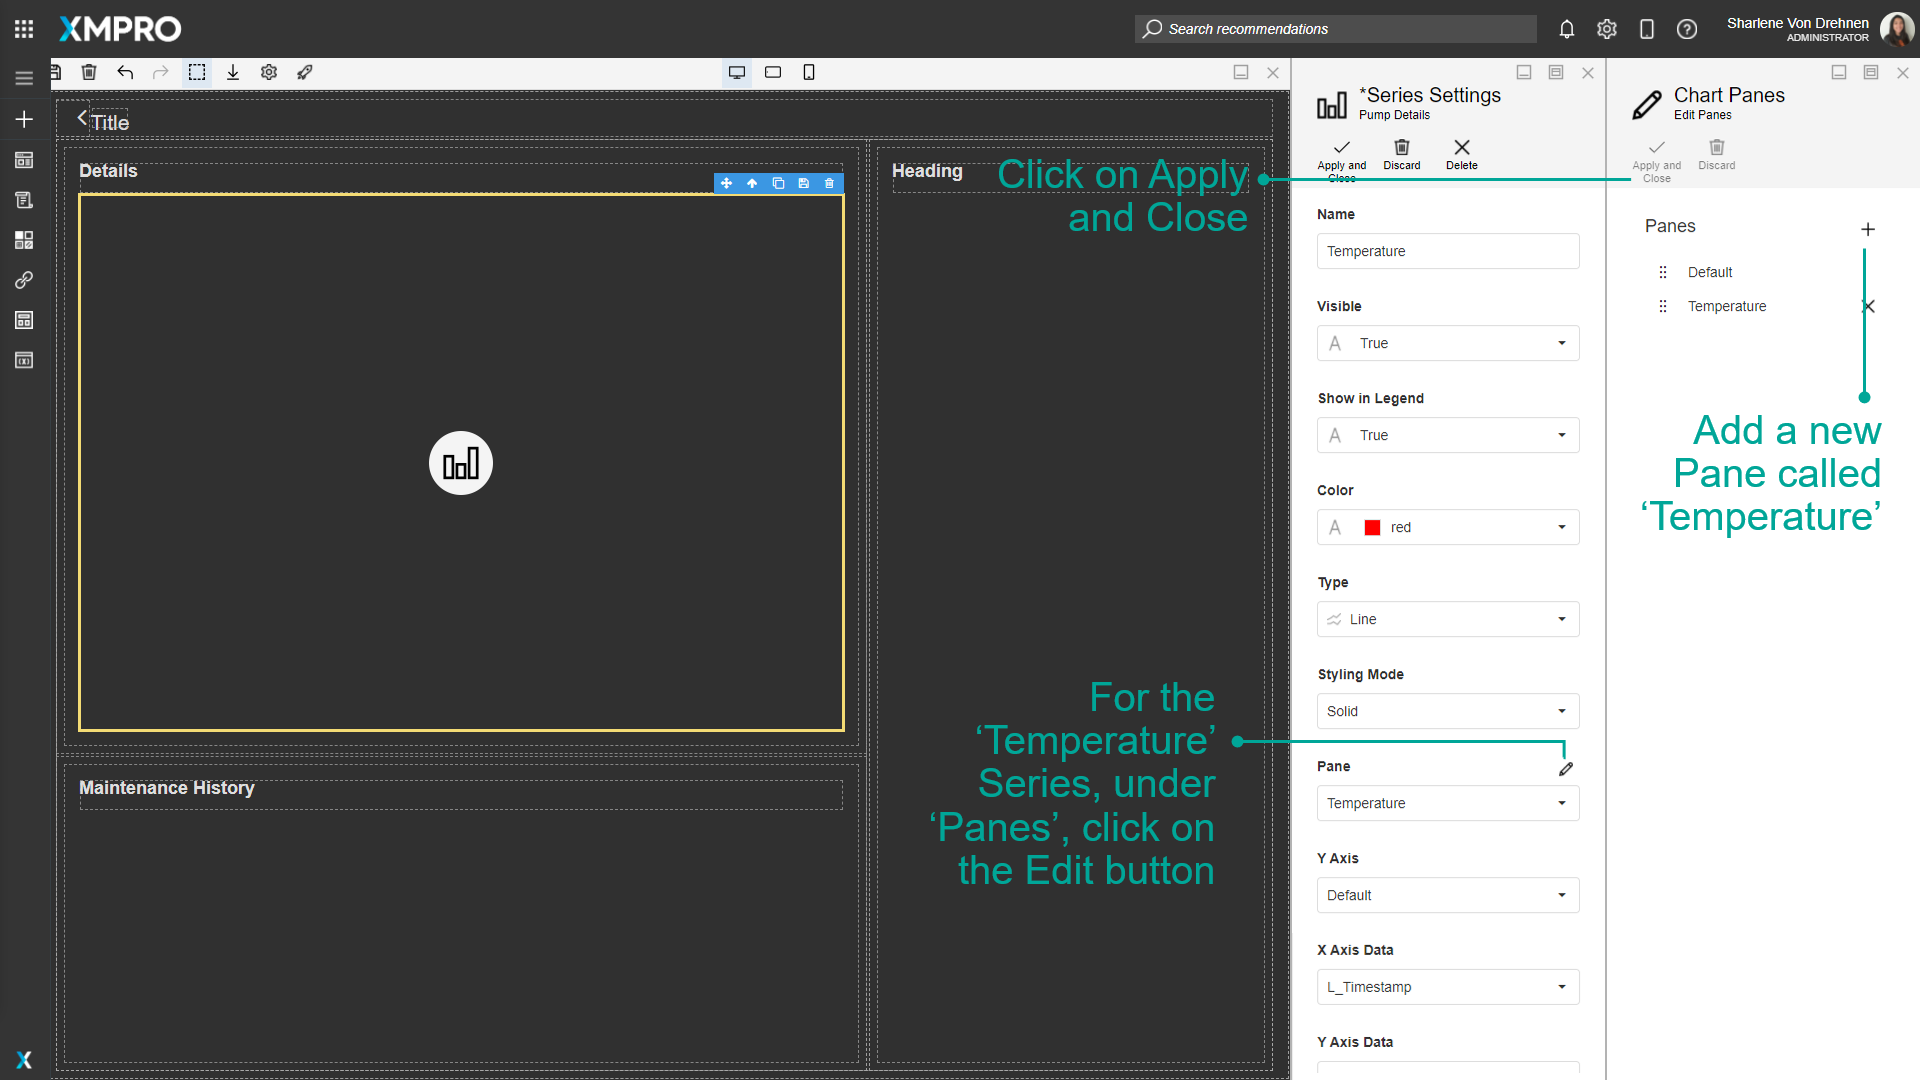 XMPRO
Search recommendations
Sharlene Von Drehnen
ADMINISTRATOR
Title
Details
Heading
Maintenance History
Click on Apply
and Close
For the
‘Temperature’
Series, under
‘Panes’, click on
the Edit button
*Series Settings
Pump Details
Apply and
Close
Discard
Delete
Name
Temperature
Visible
A True
Show in Legend
A True
Color
A red
Type
Line
Styling Mode
Solid
Pane
Temperature
Y Axis
Default
X Axis Data
L_Timestamp
Y Axis Data
Chart Panes
Edit Panes
Apply and
Close
Discard
Panes
Default
Temperature
Add a new
Pane called
‘Temperature’
X